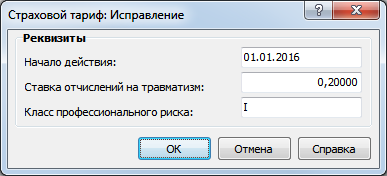 Страховой тариф: Исправление
Реквизиты
Начало действия: 01.01.2016
Ставка отчислений на травматизм: 0,20000
Класс профессионального риска: I
ОК Отмена Справка